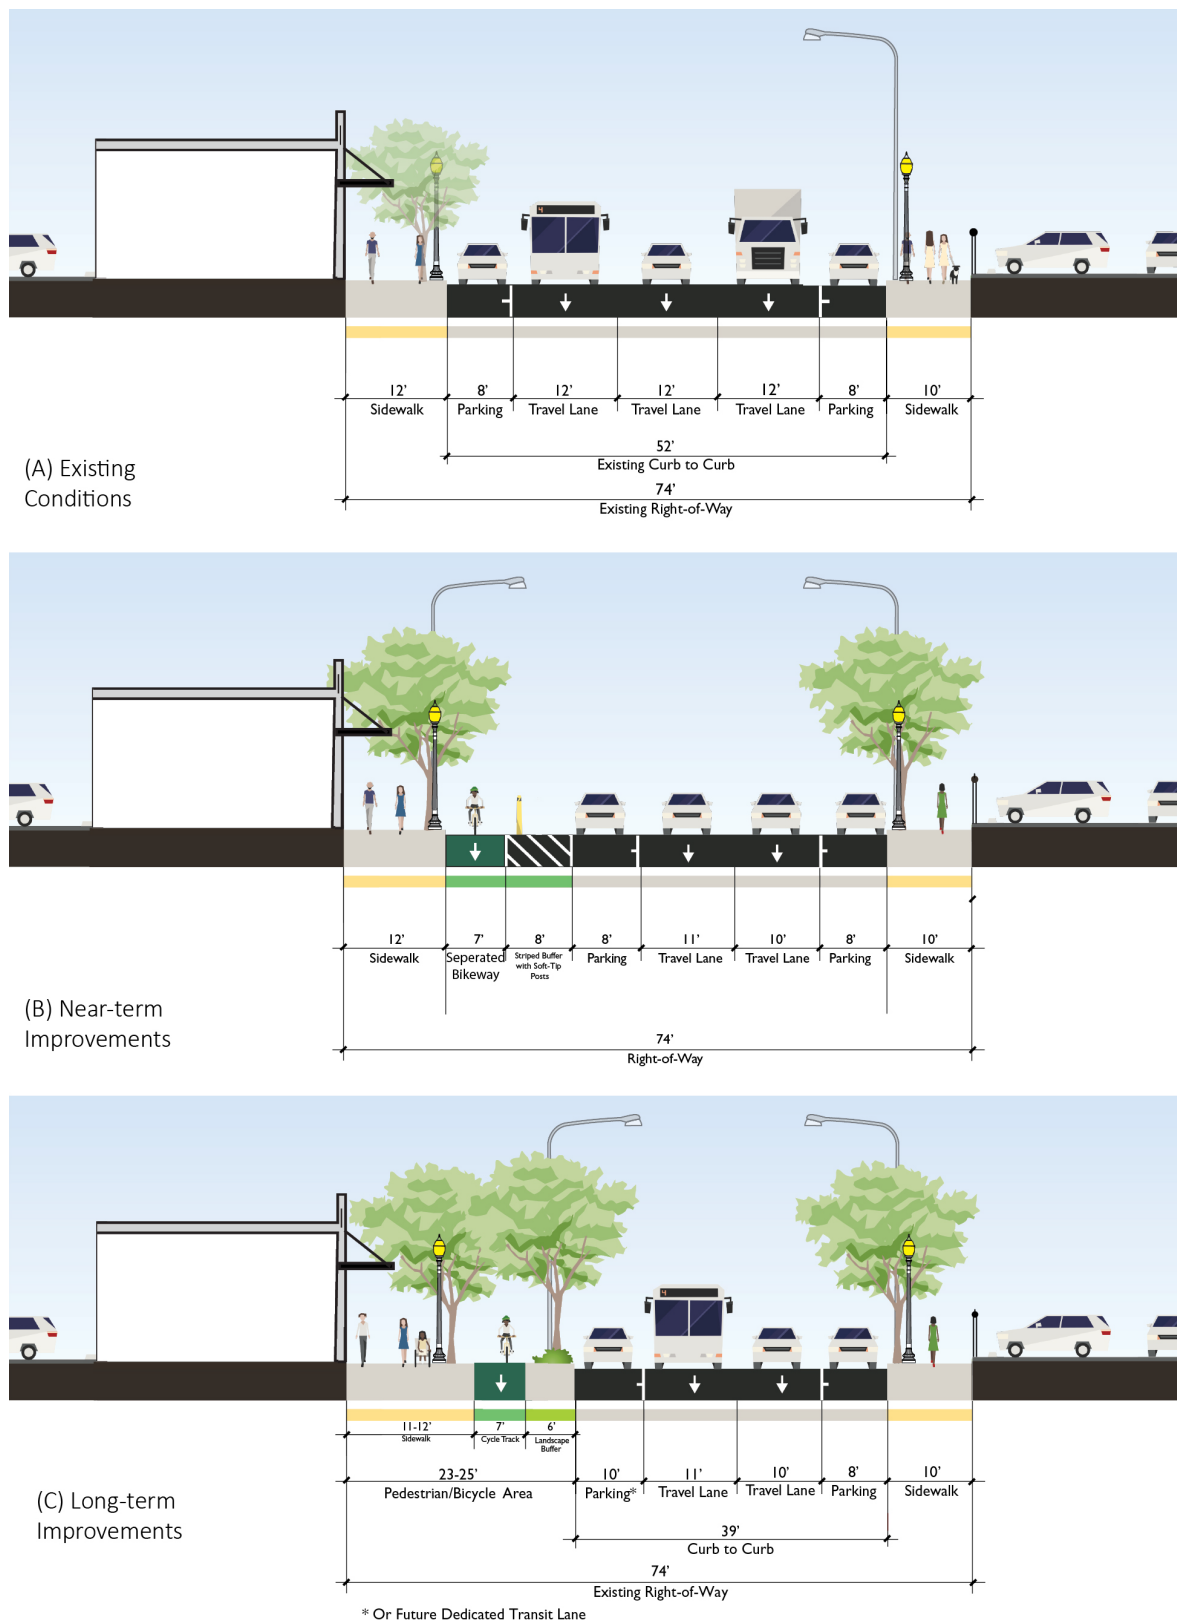 4
12’ 8’ 12’ 12’ 12’ 8’ 10’
Sidewalk Parking Travel Lane Travel Lane Travel Lane Parking Sidewalk
52’
Existing Curb to Curb
74’
Existing Right-of-Way
(A) Existing
Conditions
12’ 7’ 8’ 8’ 11’ 10’ 8’ 10’
Sidewalk Seperated Bikeway Striped Buffer with Soft-Tip Posts Parking Travel Lane Travel Lane Parking Sidewalk
(B) Near-term
Improvements
74’
Right-of-Way
4
11-12’ 7’ 6’
Sidewalk Cycle Track Landscape Buffer
23-25’ 10’ 11’ 10’ 8’ 10’
Pedestrian/Bicycle Area Parking* Travel Lane Travel Lane Parking Sidewalk
(C) Long-term
Improvements
39’
Curb to Curb
74’
Existing Right-of-Way
* Or Future Dedicated Transit Lane